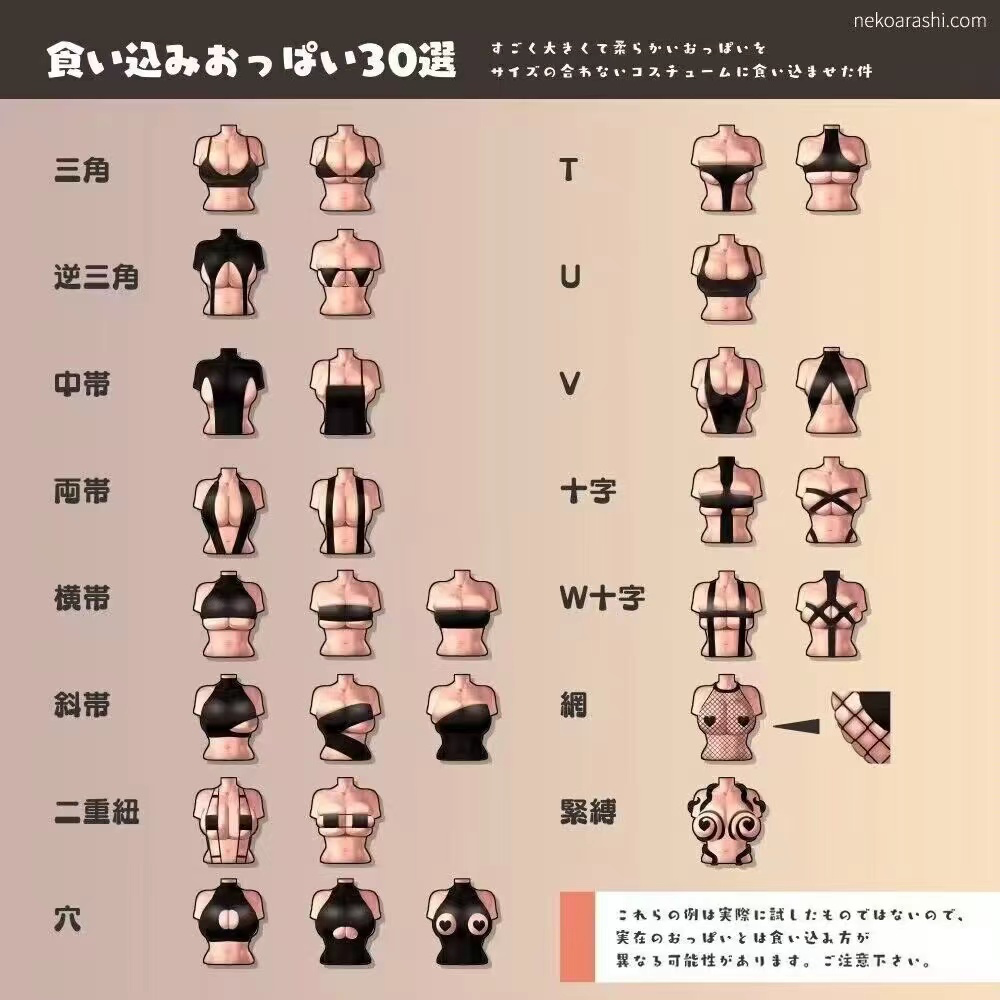 nekoarashi.com
食い込みおっぱい30選
すごく大きくて柔らかいおっぱいを
サイズの合わないコスチュームに食い込ませた件
三角
逆三角
中帯
両帯
横帯
斜帯
二重紐
穴
T
U
V
十字
W十字
網
緊縛
これらの例は実際に試したものではないので、
実在のおっぱいとは食い込み方が
異なる可能性があります。ご注意下さい。